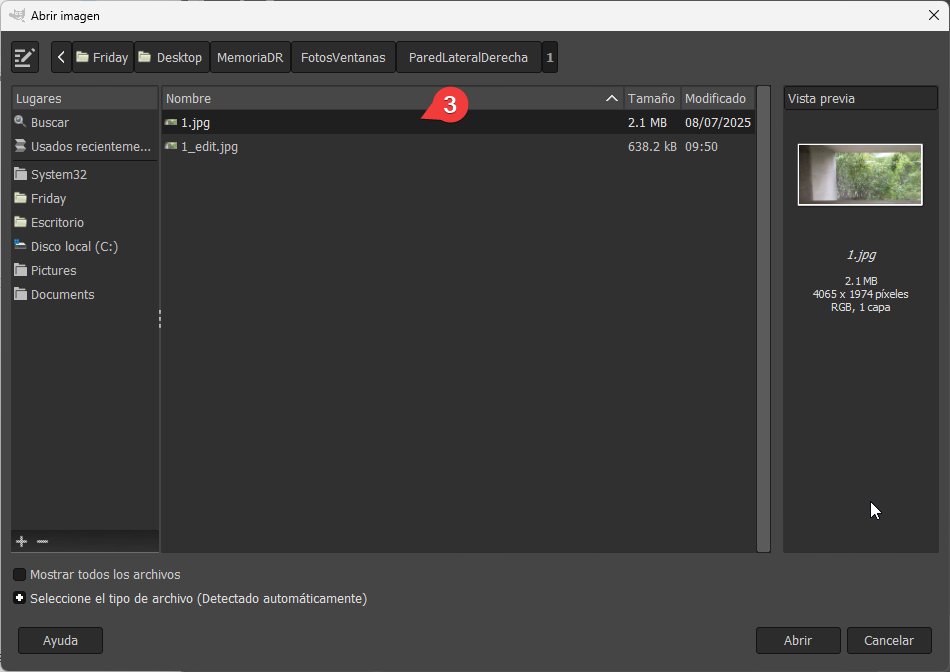 Abrir imagen
Friday Desktop MemoriaDR FotosVentanas ParedLateralDerecha 1
Lugares
Buscar
Usados recienteme...
System32
Friday
Escritorio
Disco local (C:)
Pictures
Documents
Nombre Tamaño Modificado
3
1.jpg 2.1 MB 08/07/2025
1_edit.jpg 638.2 kB 09:50
Vista previa
1.jpg
2.1 MB
4065 x 1974 píxeles
RGB, 1 capa
Mostrar todos los archivos
Seleccione el tipo de archivo (Detectado automáticamente)
Ayuda Abrir Cancelar